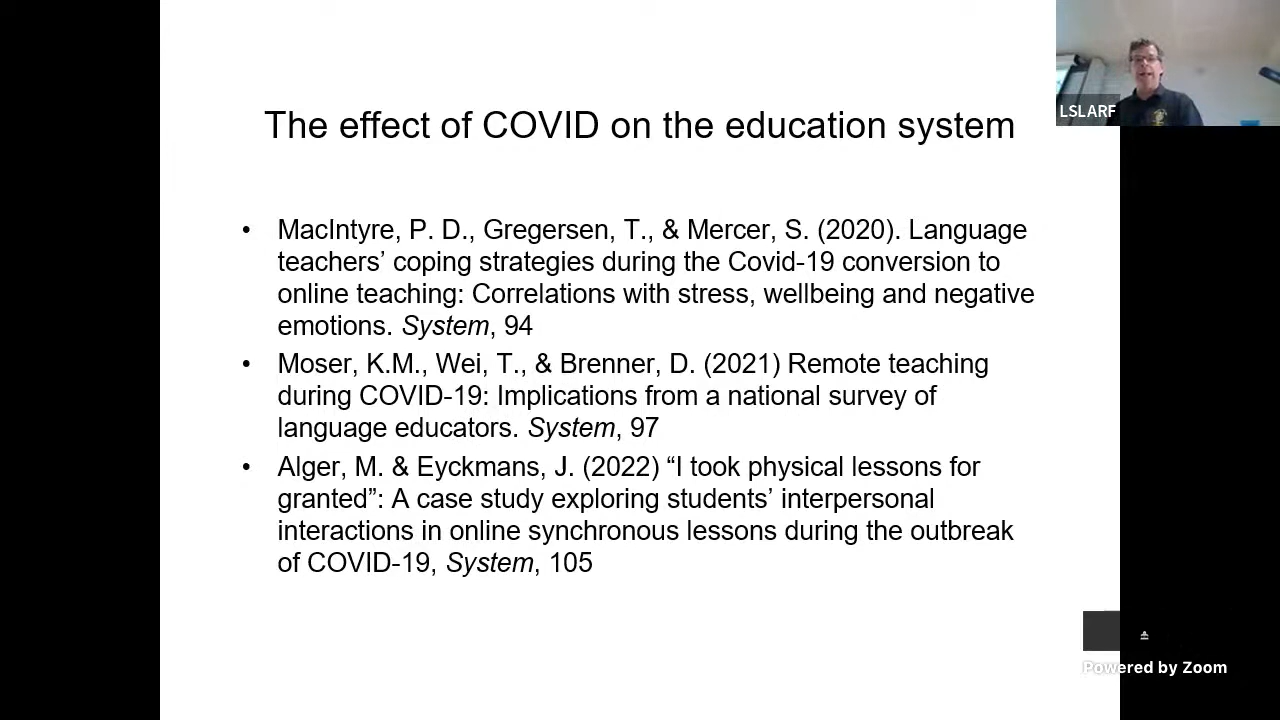 LSLARF
The effect of COVID on the education system
• MacIntyre, P. D., Gregersen, T., & Mercer, S. (2020). Language
teachers’ coping strategies during the Covid-19 conversion to
online teaching: Correlations with stress, wellbeing and negative
emotions. System, 94
• Moser, K.M., Wei, T., & Brenner, D. (2021) Remote teaching
during COVID-19: Implications from a national survey of
language educators. System, 97
• Alger, M. & Eyckmans, J. (2022) “I took physical lessons for
granted”: A case study exploring students’ interpersonal
interactions in online synchronous lessons during the outbreak
of COVID-19, System, 105
Powered by Zoom